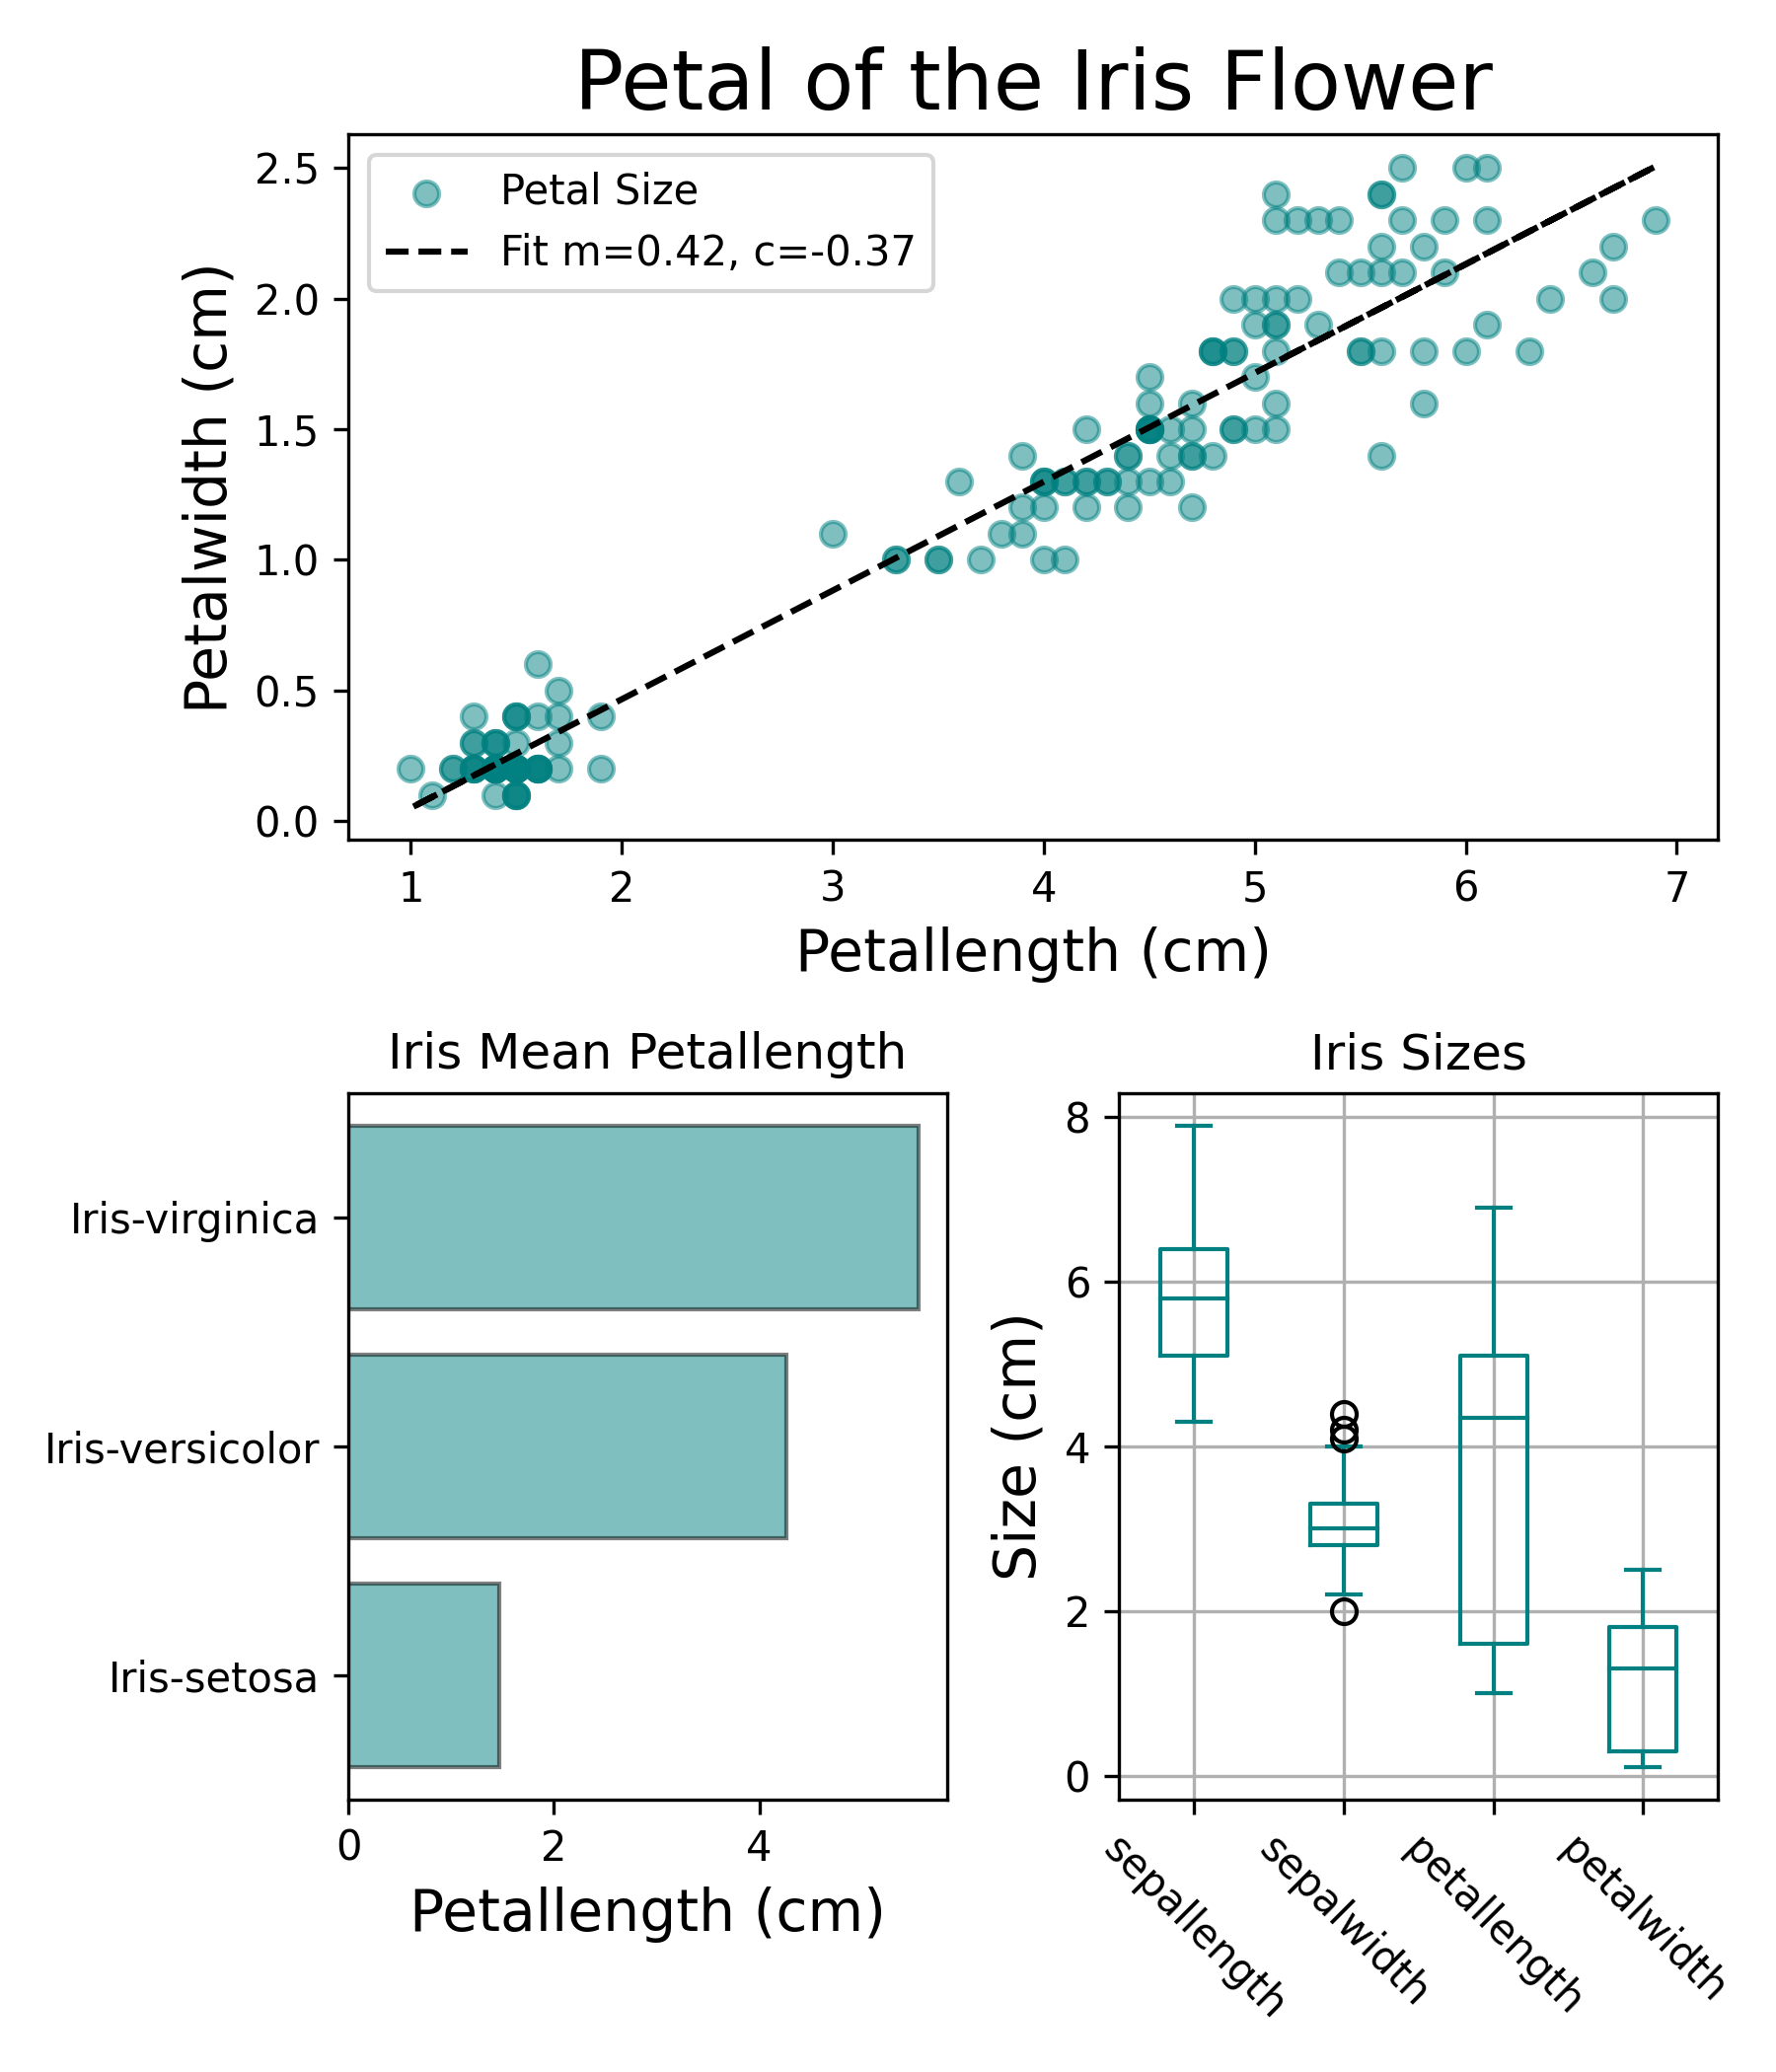 Petal of the Iris Flower
Petal Size
Fit m=0.42, c=-0.37
2.5
2.0
1.5
1.0
0.5
0.0
Petalwidth (cm)
1 2 3 4 5 6 7
Petallength (cm)
Iris Mean Petallength
Iris-virginica
Iris-versicolor
Iris-setosa
0 2 4
Petallength (cm)
Iris Sizes
8
6
4
2
0
Size (cm)
sepallength
sepalwidth
petallength
petalwidth